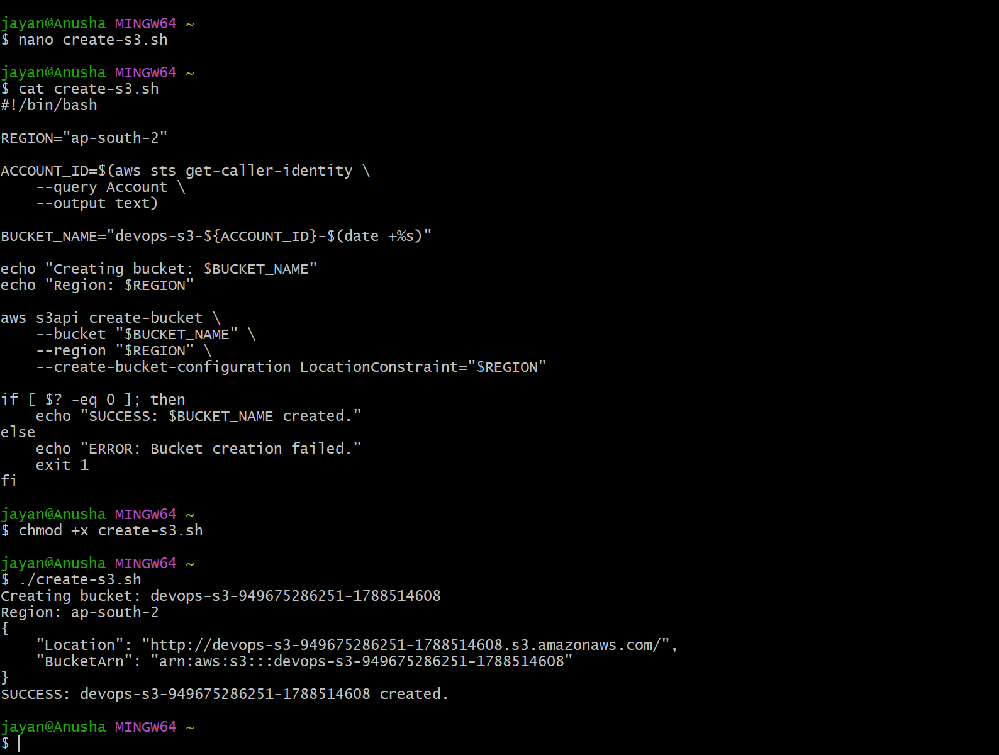 jayan@Anusha MINGW64 ~
$ nano create-s3.sh
jayan@Anusha MINGW64 ~
$ cat create-s3.sh
#!/bin/bash
REGION="ap-south-2"
ACCOUNT_ID=$(aws sts get-caller-identity \
    --query Account \
    --output text)
BUCKET_NAME="devops-s3-${ACCOUNT_ID}-$(date +%s)"
echo "Creating bucket: $BUCKET_NAME"
echo "Region: $REGION"
aws s3api create-bucket \
    --bucket "$BUCKET_NAME" \
    --region "$REGION" \
    --create-bucket-configuration LocationConstraint="$REGION"
if [ $? -eq 0 ]; then
    echo "SUCCESS: $BUCKET_NAME created."
else
    echo "ERROR: Bucket creation failed."
    exit 1
fi
jayan@Anusha MINGW64 ~
$ chmod +x create-s3.sh
jayan@Anusha MINGW64 ~
$ ./create-s3.sh
Creating bucket: devops-s3-949675286251-1788514608
Region: ap-south-2
{
    "Location": "http://devops-s3-949675286251-1788514608.s3.amazonaws.com/",
    "BucketArn": "arn:aws:s3:::devops-s3-949675286251-1788514608"
}
SUCCESS: devops-s3-949675286251-1788514608 created.
jayan@Anusha MINGW64 ~
$